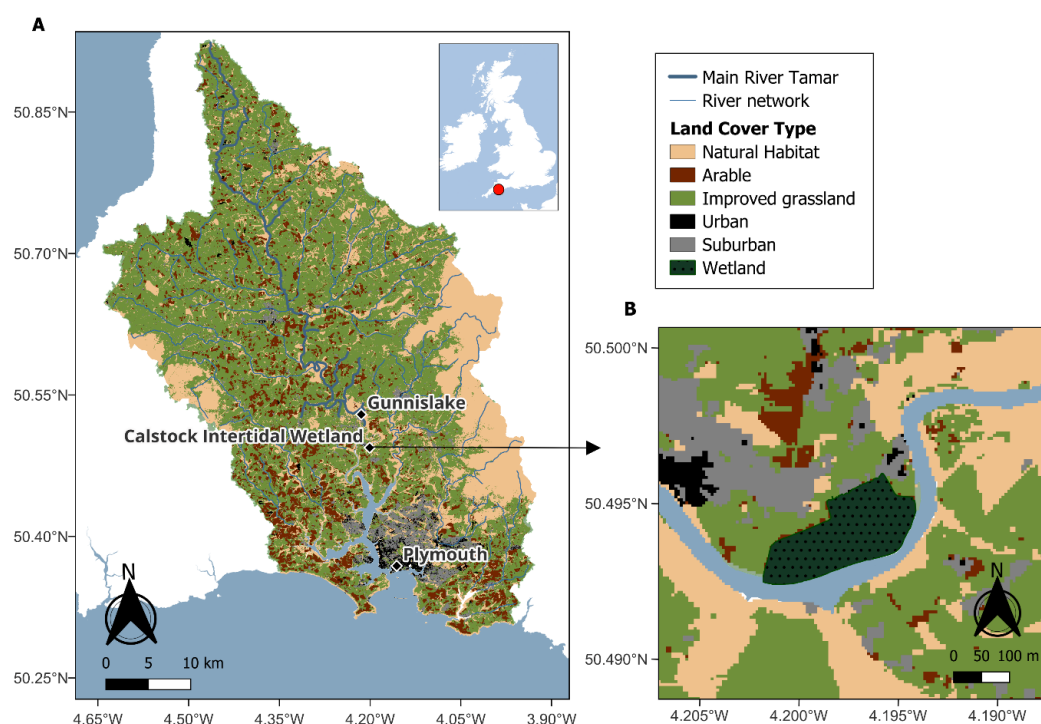 A
50.85°N
50.70°N
50.55°N
50.40°N
50.25°N
4.65°W
4.50°W
4.35°W
4.20°W
4.05°W
3.90°W
Gunnislake
Calstock Intertidal Wetland
Plymouth
N
0 5 10 km
Main River Tamar
River network
Land Cover Type
Natural Habitat
Arable
Improved grassland
Urban
Suburban
Wetland
B
50.500°N
50.495°N
50.490°N
4.205°W
4.200°W
4.195°W
4.190°W
N
0 50 100 m